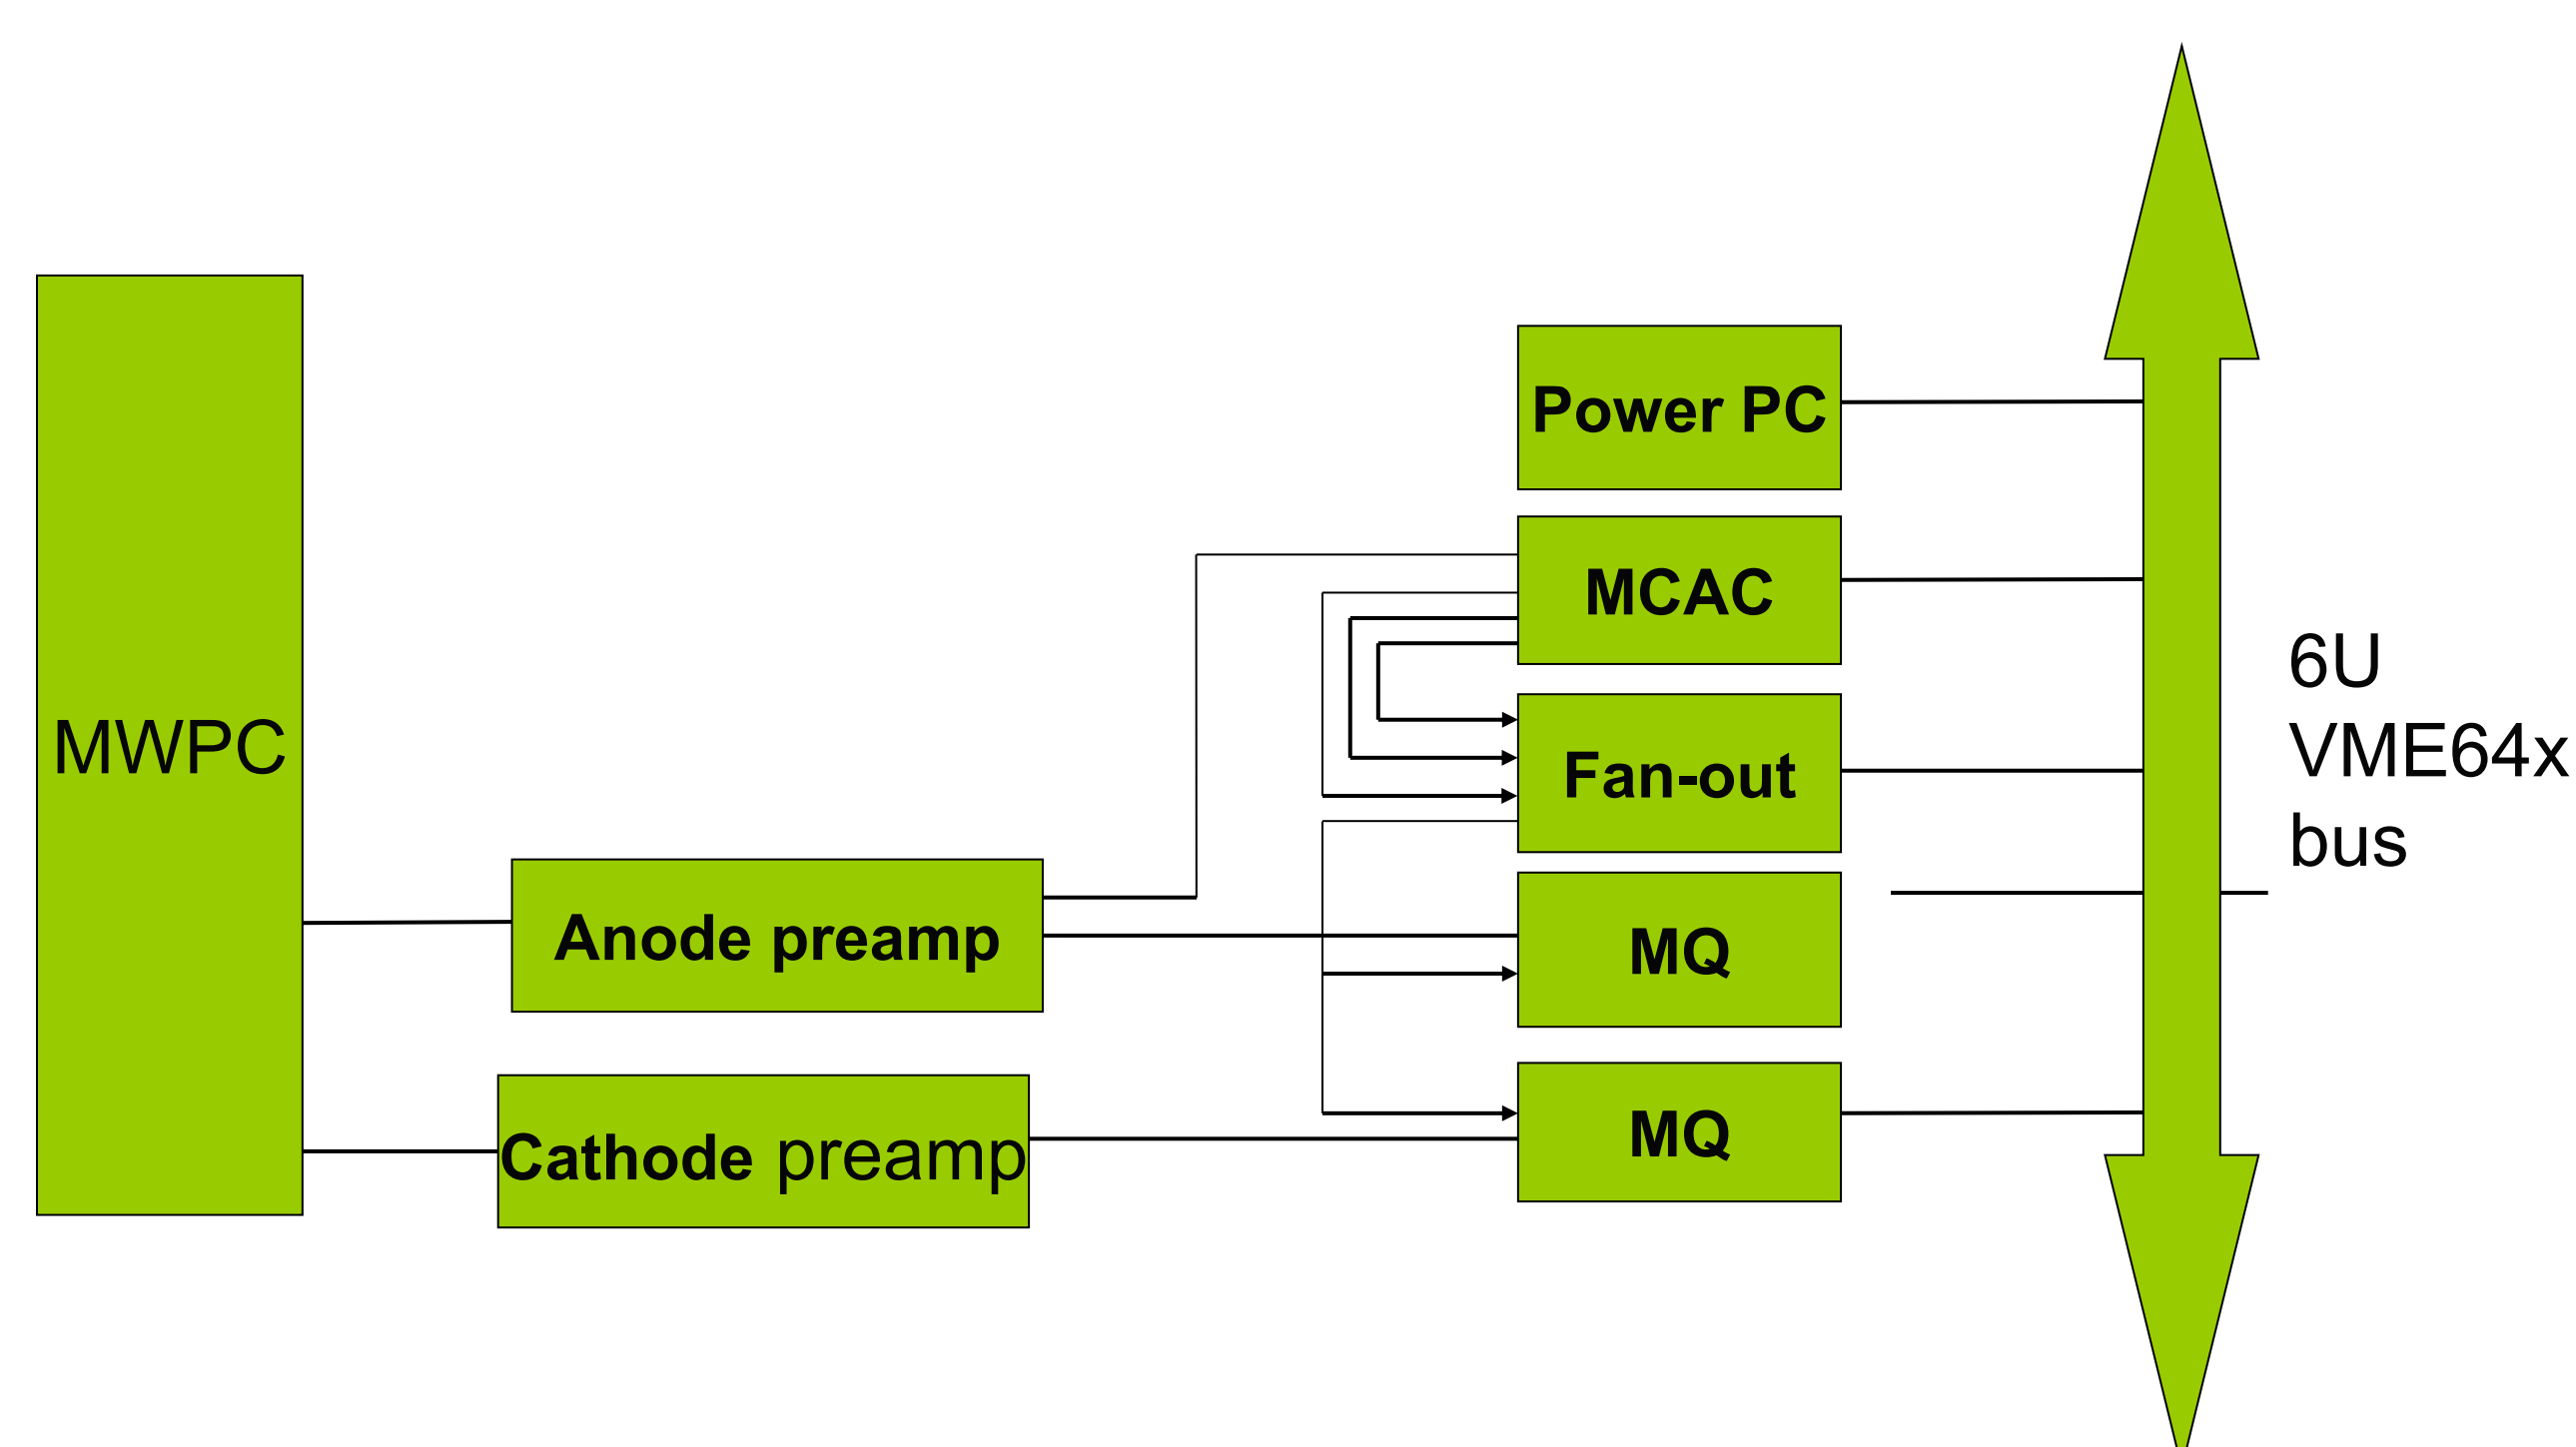 MWPC
Anode preamp
Cathode preamp
Power PC
MCAC
Fan-out
MQ
MQ
6U
VME64x
bus